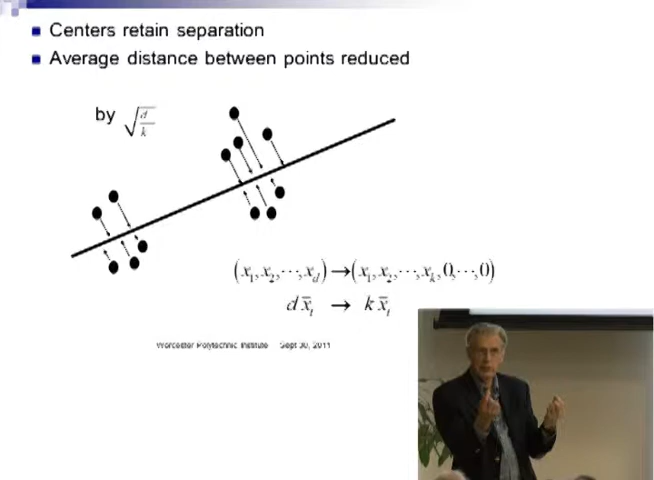 Centers retain separation
Average distance between points reduced
by √(d/k)
(x₁, x₂, ⋯, x_d) → (x₁, x₂, ⋯, x_k, 0, ⋯, 0)
d x̄ᵢ → k x̄ᵢ
Worcester Polytechnic Institute Sept 30, 2011